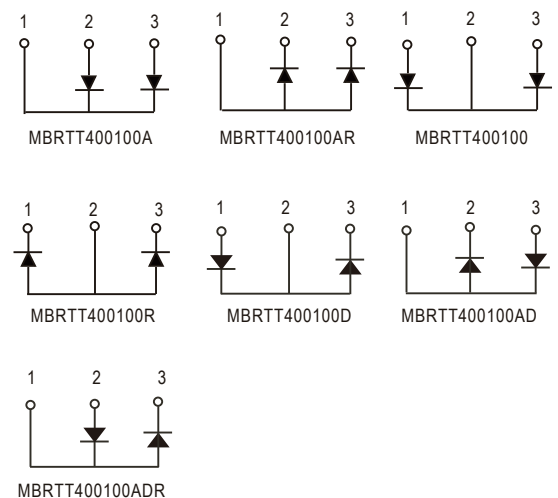 1 2 3
1 2 3
1 2 3
MBRTT400100A
MBRTT400100AR
MBRTT400100
1 2 3
1 2 3
1 2 3
MBRTT400100R
MBRTT400100D
MBRTT400100AD
1 2 3
MBRTT400100ADR